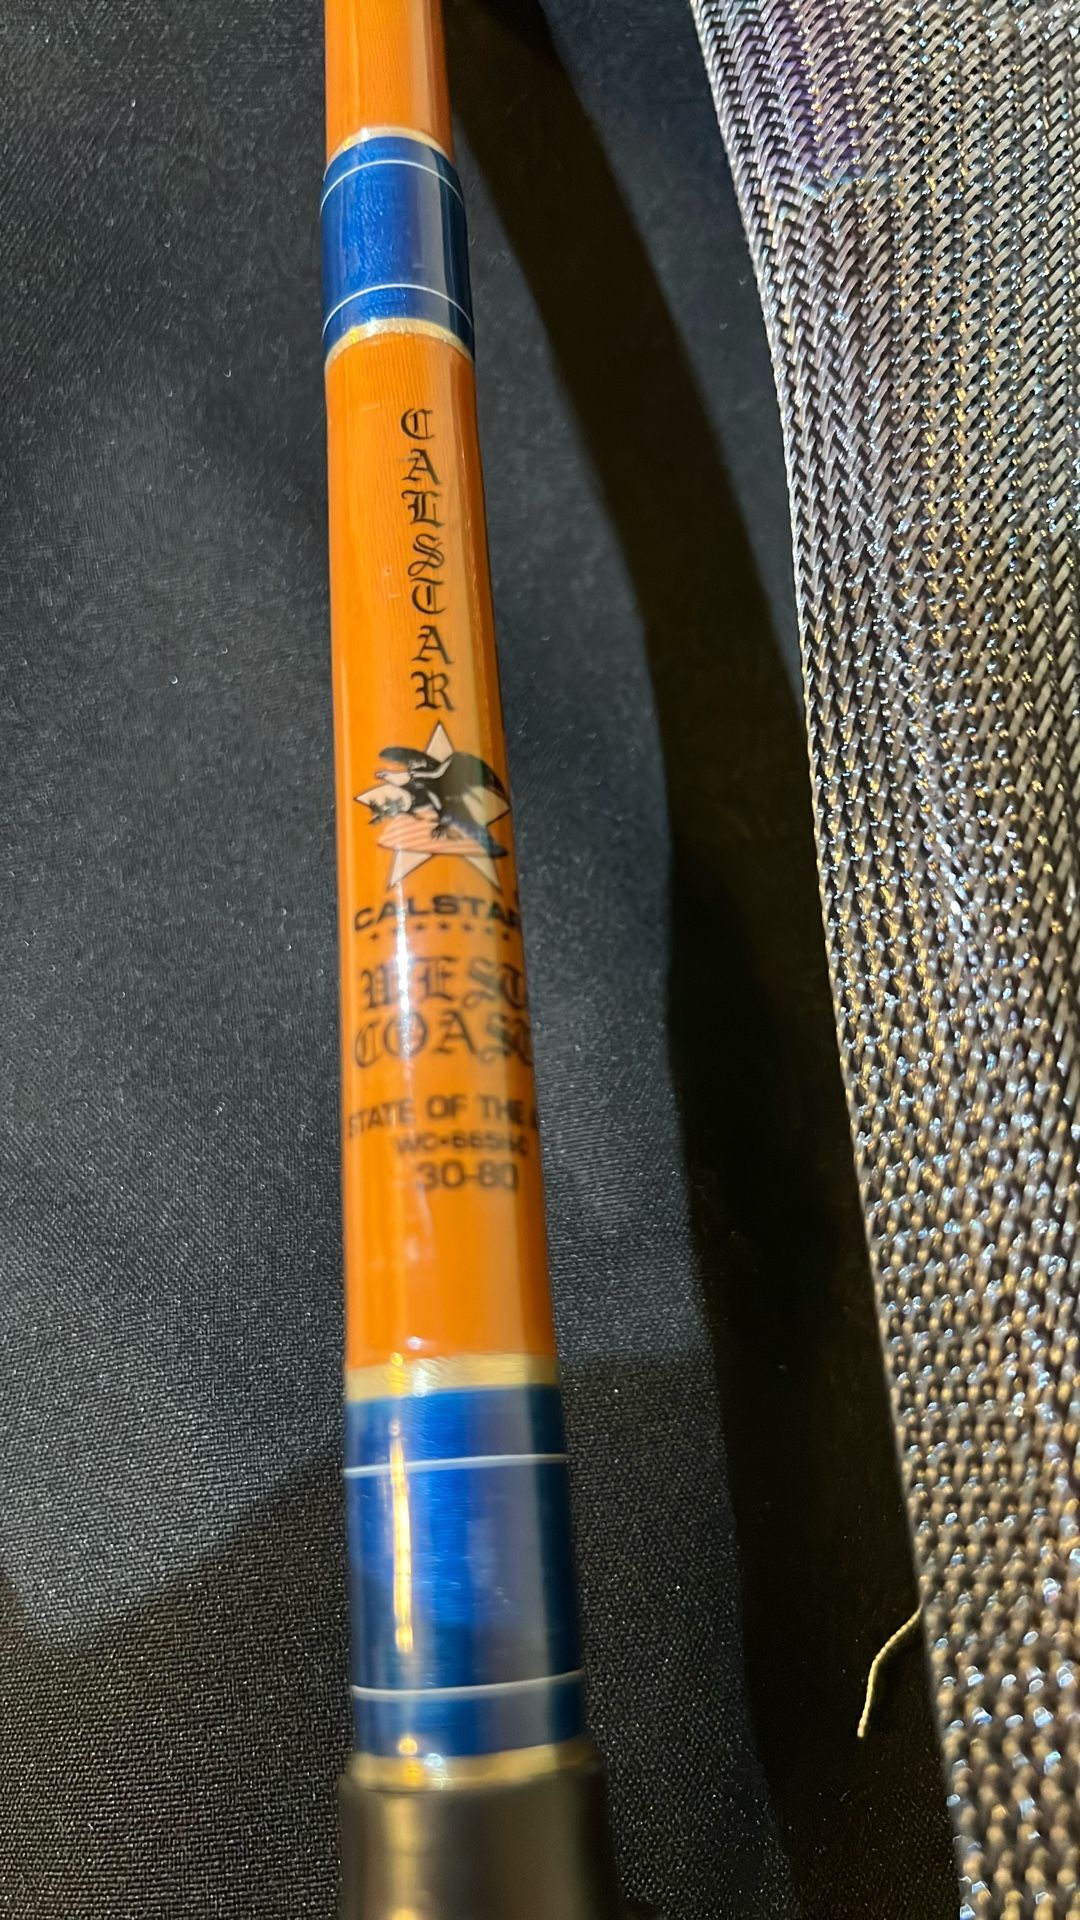 CALSTAR
CALSTAR
WEST
COAST
STATE OF THE
30-80